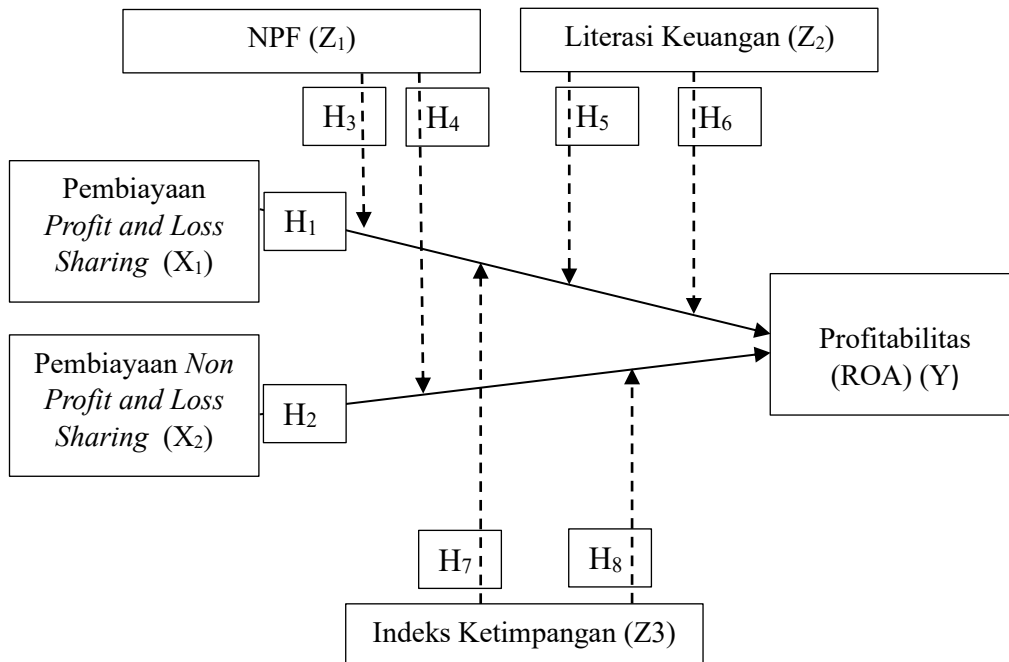 NPF (Z₁)
Literasi Keuangan (Z₂)
H₃
H₄
H₅
H₆
Pembiayaan
Profit and Loss
Sharing (X₁)
H₁
Pembiayaan Non
Profit and Loss
Sharing (X₂)
H₂
Profitabilitas
(ROA) (Y)
H₇
H₈
Indeks Ketimpangan (Z3)